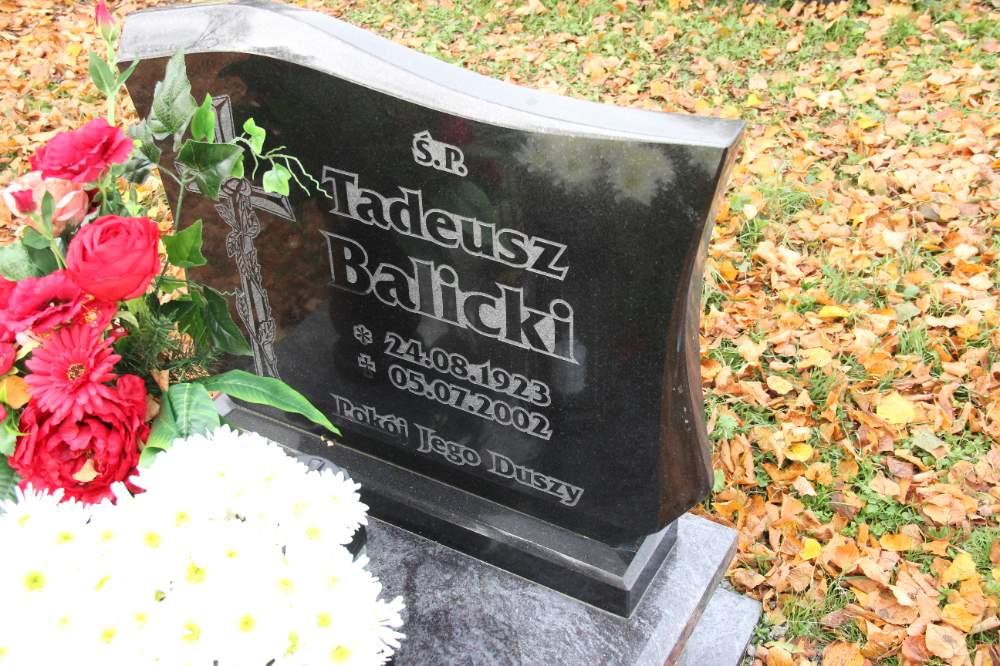 Ś.P.
Tadeusz
Balicki
* 24.08.1923
+ 05.07.2002
Pokój Jego Duszy